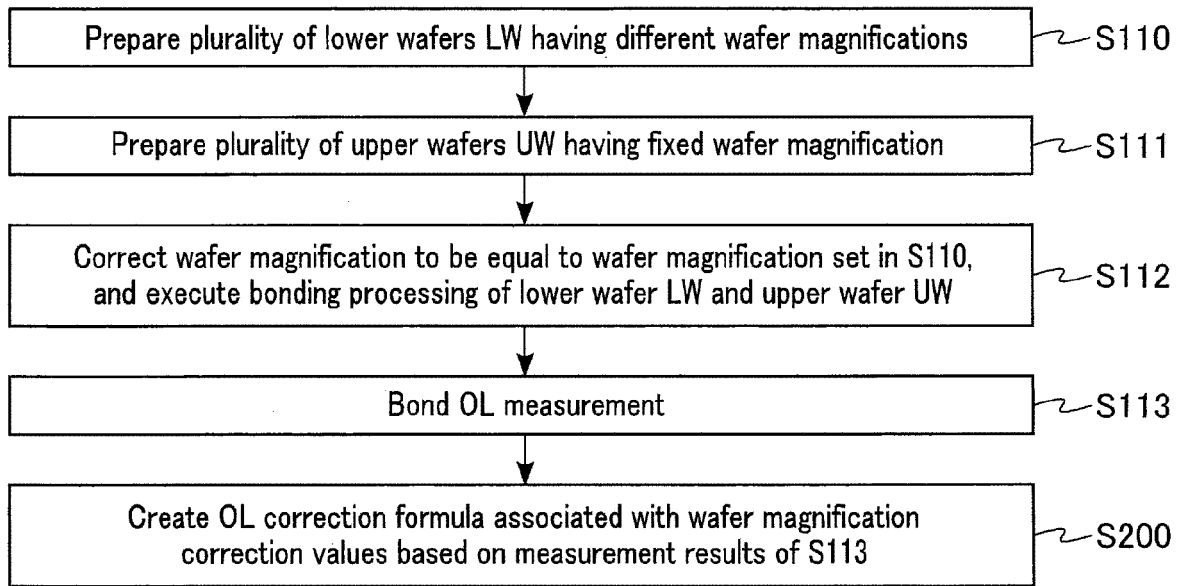 Prepare plurality of lower wafers LW having different wafer magnifications S110
Prepare plurality of upper wafers UW having fixed wafer magnification S111
Correct wafer magnification to be equal to wafer magnification set in S110,
and execute bonding processing of lower wafer LW and upper wafer UW S112
Bond OL measurement S113
Create OL correction formula associated with wafer magnification
correction values based on measurement results of S113 S200